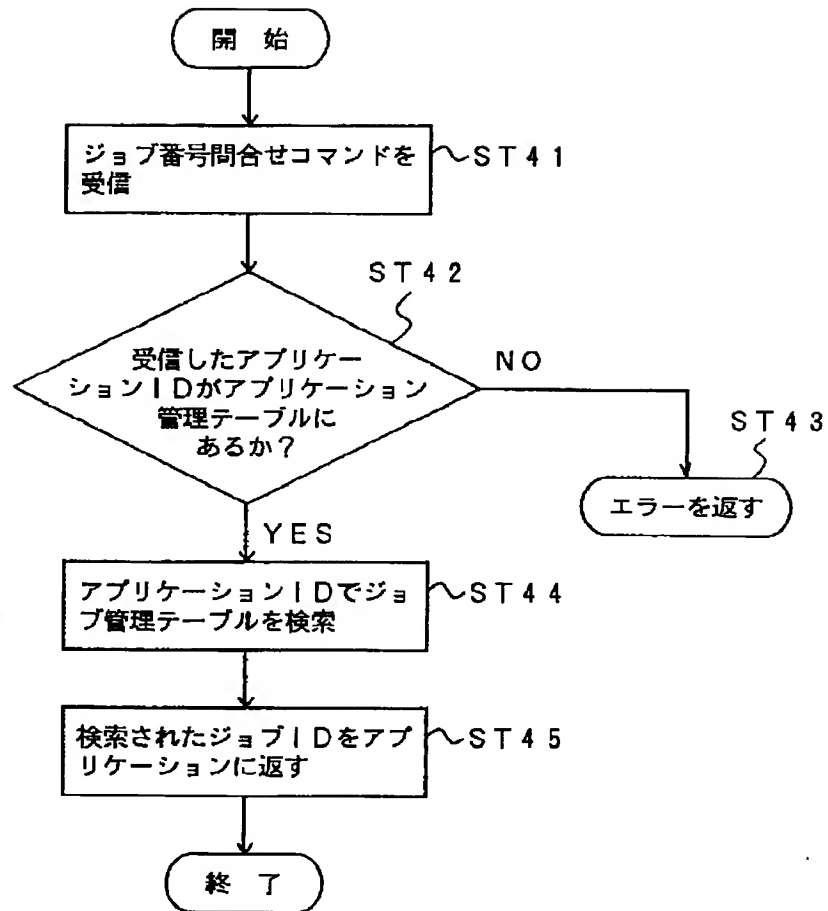 開 始
ジョブ番号問合せコマンドを
受信
ST41
ST42
受信したアプリケー
ションIDがアプリケーション
管理テーブルに
あるか？
NO
ST43
エラーを返す
YES
アプリケーションIDでジョ
ブ管理テーブルを検索
ST44
検索されたジョブIDをアプ
リケーションに返す
ST45
終 了